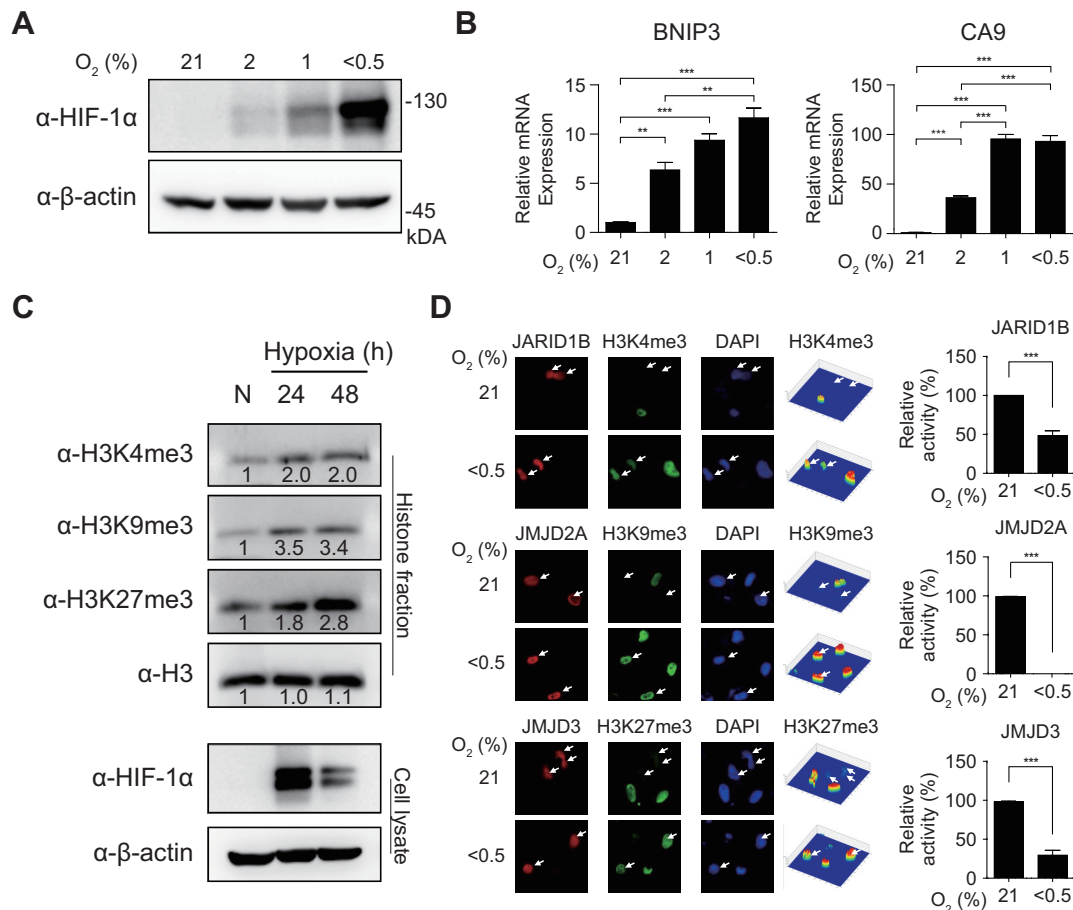 A
O2 (%) 21 2 1 <0.5
α-HIF-1α
-130
α-β-actin
-45
kDA
B
BNIP3
Relative mRNA
Expression
15
10
5
0
***
**
***
**
O2 (%) 21 2 1 <0.5
CA9
Relative mRNA
Expression
150
100
50
0
***
***
***
***
***
O2 (%) 21 2 1 <0.5
C
Hypoxia (h)
N 24 48
α-H3K4me3
1 2.0 2.0
α-H3K9me3
1 3.5 3.4
α-H3K27me3
1 1.8 2.8
α-H3
1 1.0 1.1
Histone fraction
α-HIF-1α
α-β-actin
Cell lysate
D
JARID1B H3K4me3 DAPI H3K4me3
O2 (%)
21
<0.5
JARID1B
Relative
activity (%)
150
100
50
0
***
O2 (%) 21 <0.5
JMJD2A H3K9me3 DAPI H3K9me3
O2 (%)
21
<0.5
JMJD2A
Relative
activity (%)
150
100
50
0
***
O2 (%) 21 <0.5
JMJD3 H3K27me3 DAPI H3K27me3
O2 (%)
21
<0.5
JMJD3
Relative
activity (%)
150
100
50
0
***
O2 (%) 21 <0.5